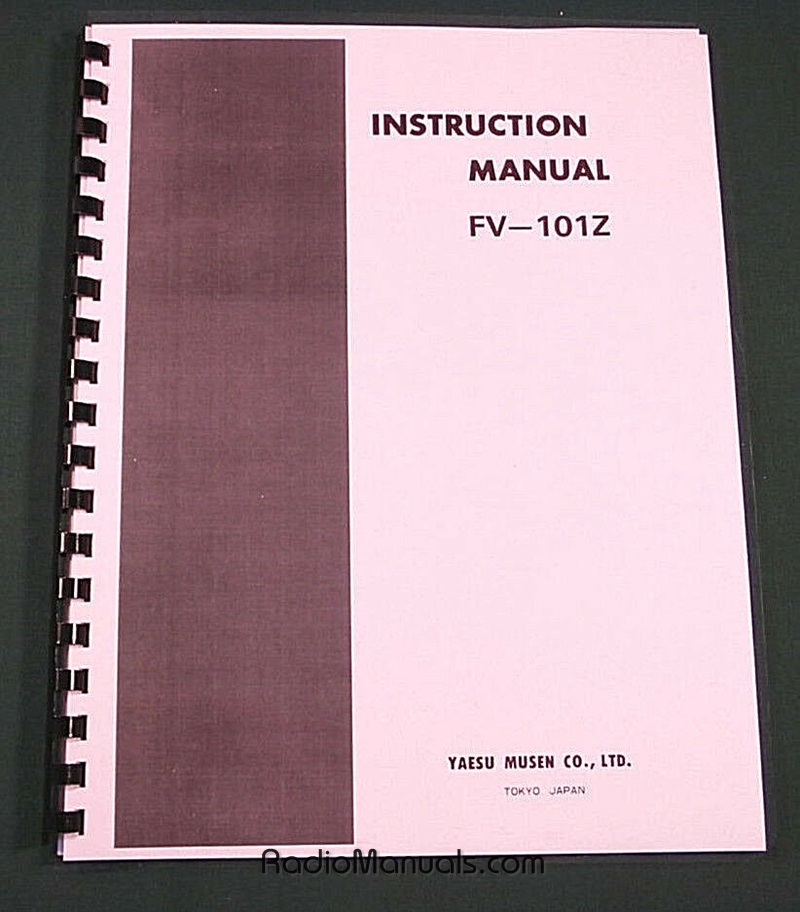 INSTRUCTION
MANUAL
FV—101Z
YAESU MUSEN CO., LTD.
TOKYO JAPAN
RadioManuals.com